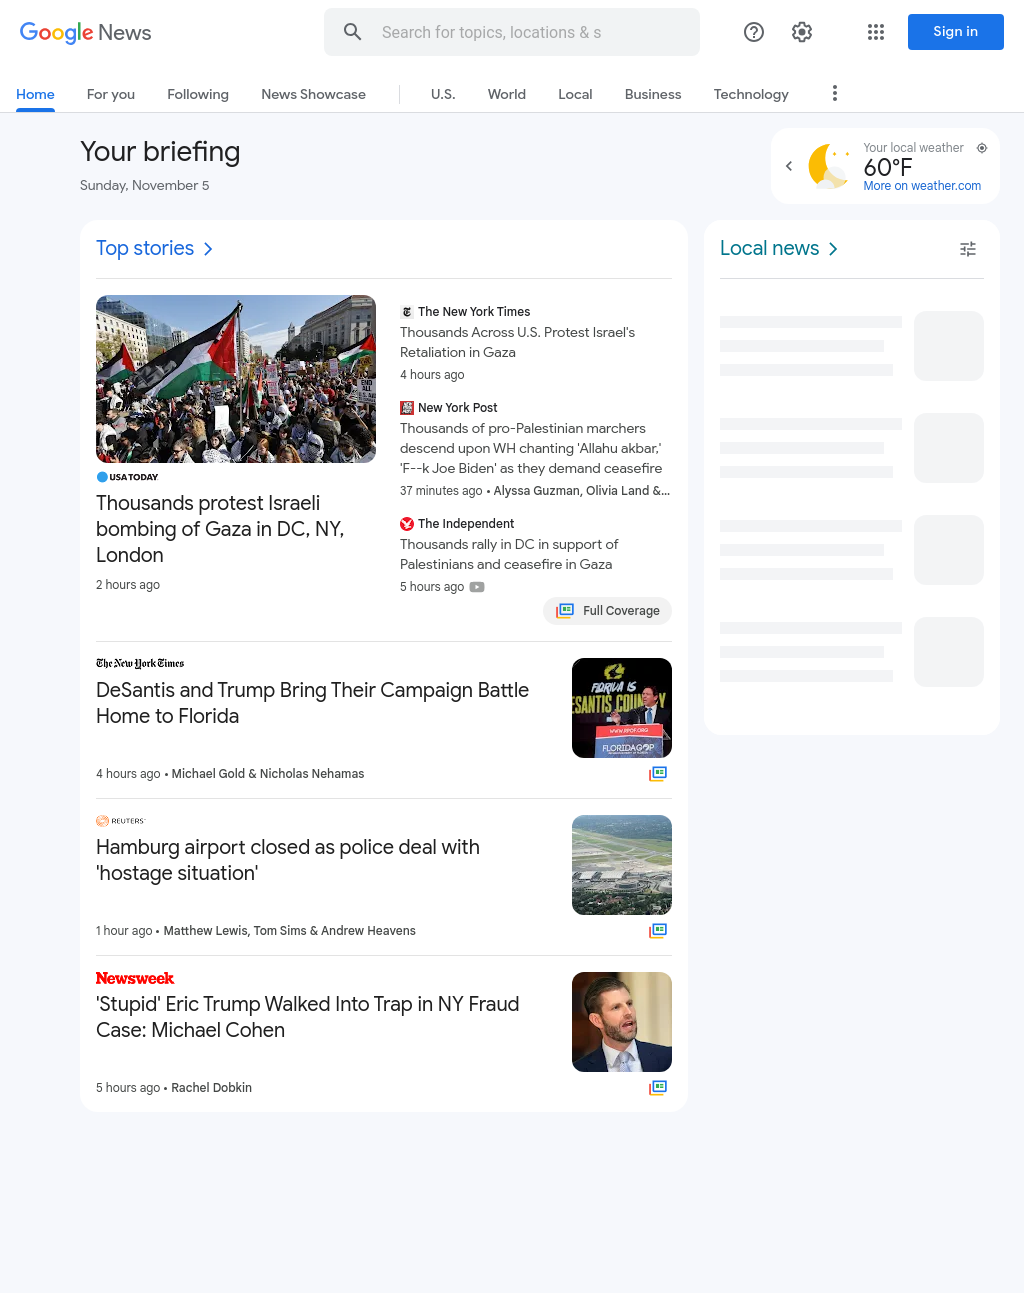 Google News
Search for topics, locations & s
Sign in
Home
For you
Following
News Showcase
U.S.
World
Local
Business
Technology
Your briefing
Sunday, November 5
Your local weather
60°F
More on weather.com
Top stories
USA TODAY
Thousands protest Israeli
bombing of Gaza in DC, NY,
London
2 hours ago
END
ALL
The New York Times
Thousands Across U.S. Protest Israel's
Retaliation in Gaza
4 hours ago
New York Post
Thousands of pro-Palestinian marchers
descend upon WH chanting 'Allahu akbar,'
'F--k Joe Biden' as they demand ceasefire
37 minutes ago • Alyssa Guzman, Olivia Land &...
The Independent
Thousands rally in DC in support of
Palestinians and ceasefire in Gaza
5 hours ago
Full Coverage
The New York Times
DeSantis and Trump Bring Their Campaign Battle
Home to Florida
4 hours ago • Michael Gold & Nicholas Nehamas
FLORIDA IS
DESANTIS COUNTRY
WWW.RPOF.ORG
FLORIDAGOP
REUTERS
Hamburg airport closed as police deal with
'hostage situation'
1 hour ago • Matthew Lewis, Tom Sims & Andrew Heavens
Newsweek
'Stupid' Eric Trump Walked Into Trap in NY Fraud
Case: Michael Cohen
5 hours ago • Rachel Dobkin
Local news